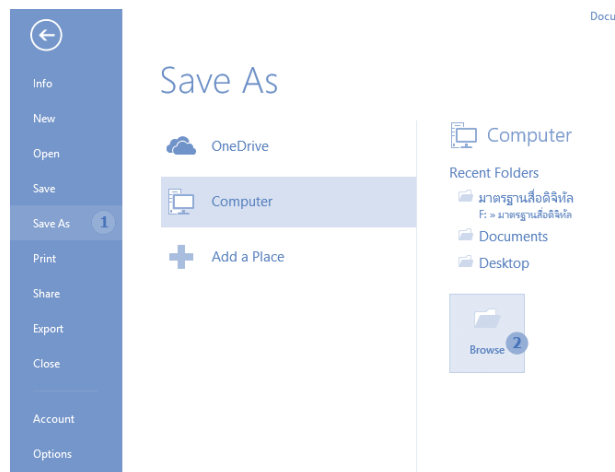 Docu
Info
New
Open
Save
Save As 1
Print
Share
Export
Close
Account
Options
Save As
OneDrive
Computer
Add a Place
Computer
Recent Folders
มาตรฐานสื่อดิจิทัล
F: » มาตรฐานสื่อดิจิทัล
Documents
Desktop
Browse 2